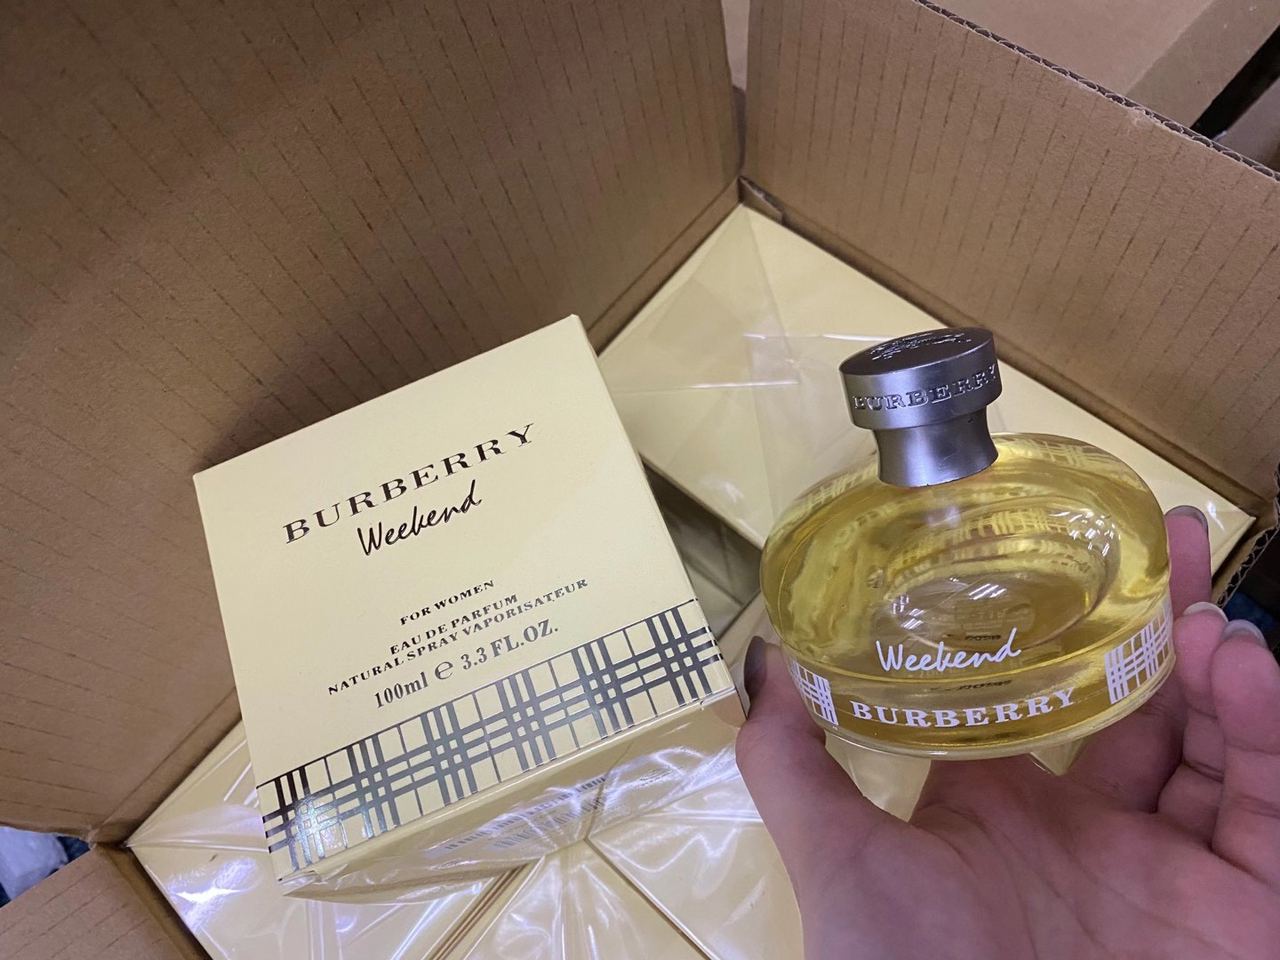 BURBERRY
Weekend
FOR WOMEN
EAU DE PARFUM
NATURAL SPRAY VAPORISATEUR
100ml e 3.3 FL.OZ.
BURBERRY
Weekend
BURBERRY